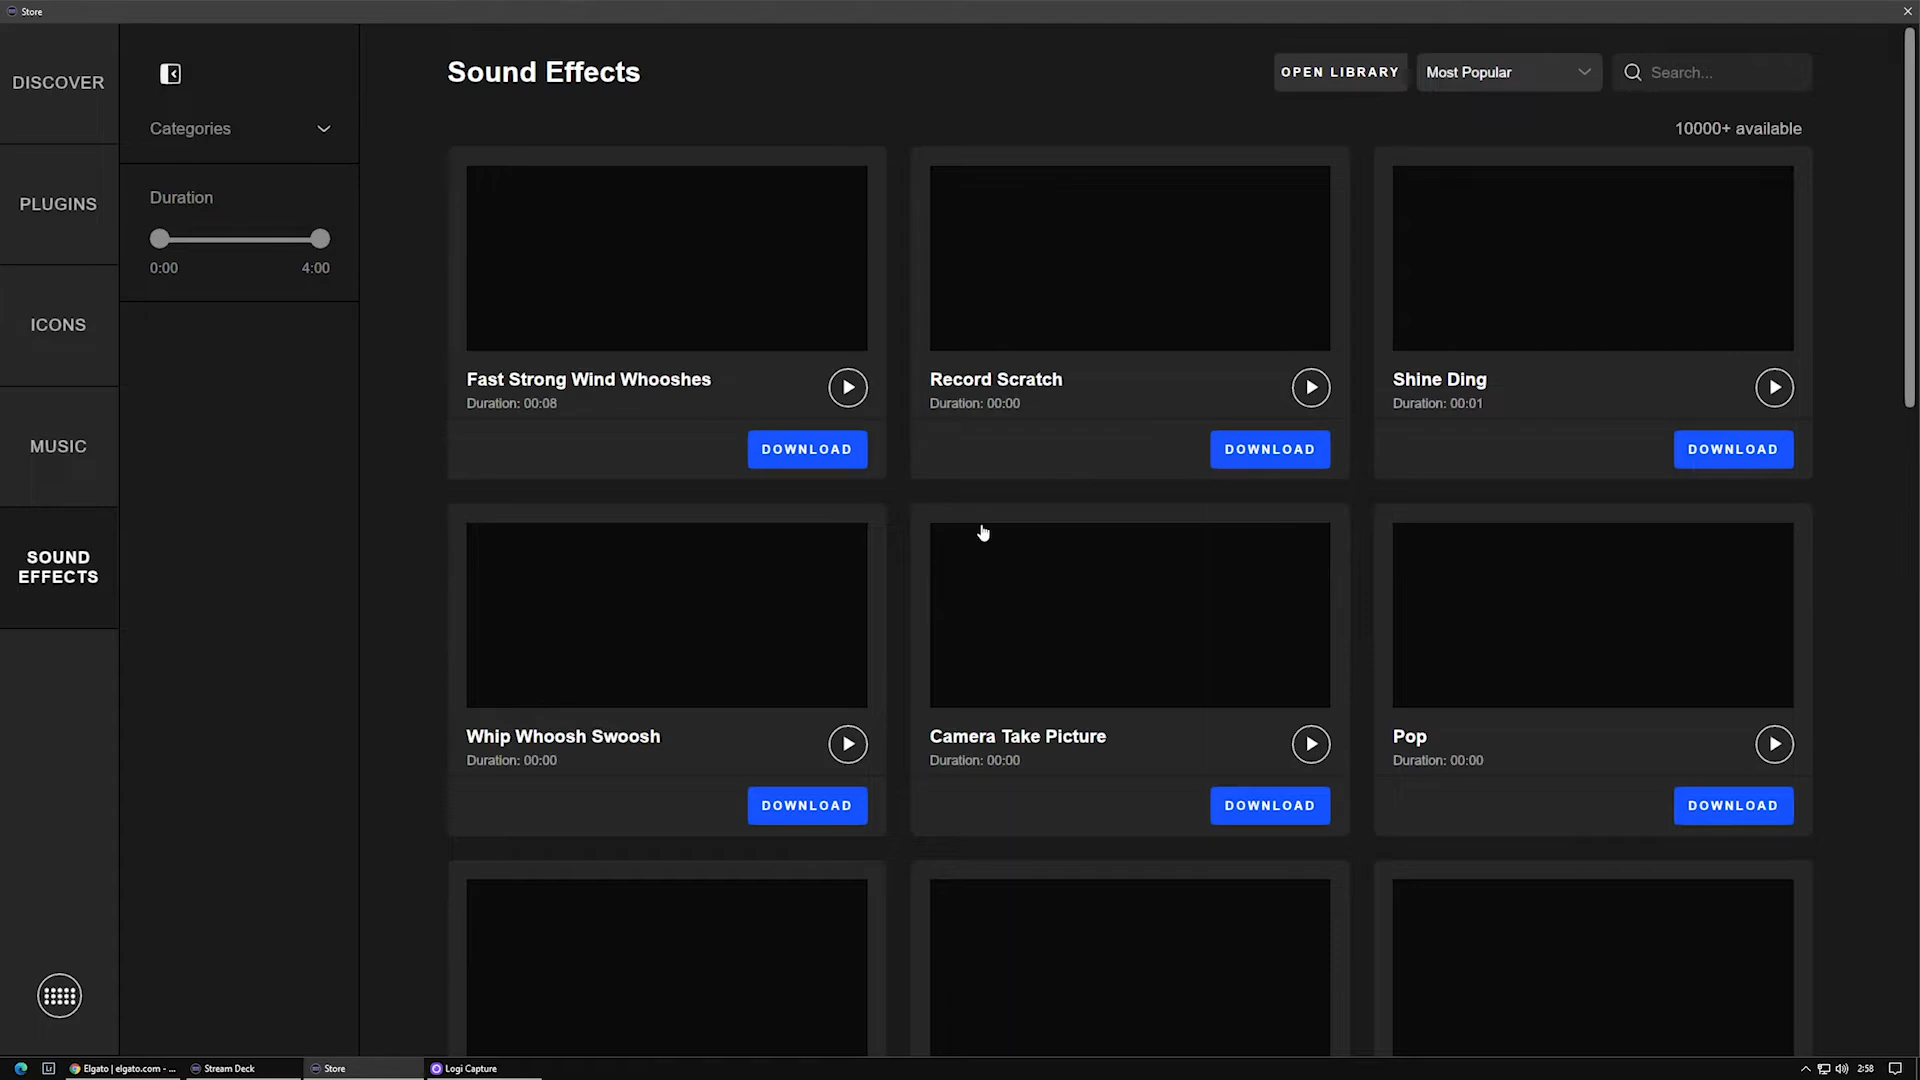 Store
DISCOVER
PLUGINS
ICONS
MUSIC
SOUND
EFFECTS
Categories
Duration
0:00 4:00
Sound Effects
OPEN LIBRARY
Most Popular
Search...
10000+ available
Fast Strong Wind Whooshes
Duration: 00:08
DOWNLOAD
Record Scratch
Duration: 00:00
DOWNLOAD
Shine Ding
Duration: 00:01
DOWNLOAD
Whip Whoosh Swoosh
Duration: 00:00
DOWNLOAD
Camera Take Picture
Duration: 00:00
DOWNLOAD
Pop
Duration: 00:00
DOWNLOAD
Elgato | elgato.com - ...
Stream Deck
Store
Logi Capture
2:58